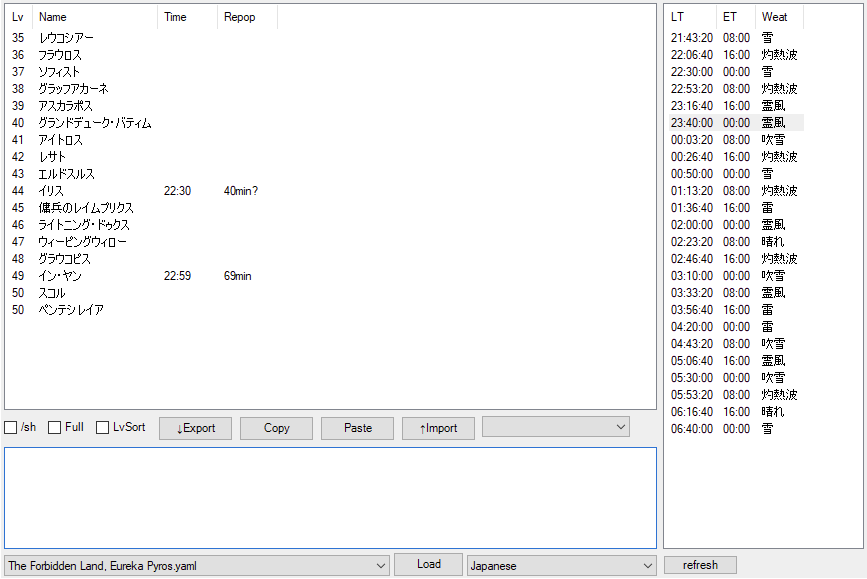 Lv Name Time Repop
35 レウコシアー
36 フラウロス
37 ソフィスト
38 グラッフアカーネ
39 アスカラポス
40 グランドデューク・バティム
41 アイトロス
42 レサト
43 エルドスルス
44 イリス 22:30 40min?
45 傭兵のレイムプリクス
46 ライトニング・ドゥクス
47 ウィーピングウィロー
48 グラウコピス
49 イン・ヤン 22:59 69min
50 スコル
50 ペンテシレイア
/sh Full LvSort ↓Export Copy Paste ↑Import
The Forbidden Land, Eureka Pyros.yaml Load Japanese
LT ET Weat
21:43:20 08:00 雪
22:06:40 16:00 灼熱波
22:30:00 00:00 雪
22:53:20 08:00 灼熱波
23:16:40 16:00 霊風
23:40:00 00:00 霊風
00:03:20 08:00 吹雪
00:26:40 16:00 灼熱波
00:50:00 00:00 雪
01:13:20 08:00 灼熱波
01:36:40 16:00 雷
02:00:00 00:00 霊風
02:23:20 08:00 晴れ
02:46:40 16:00 灼熱波
03:10:00 00:00 吹雪
03:33:20 08:00 霊風
03:56:40 16:00 雷
04:20:00 00:00 雷
04:43:20 08:00 吹雪
05:06:40 16:00 霊風
05:30:00 00:00 吹雪
05:53:20 08:00 灼熱波
06:16:40 16:00 晴れ
06:40:00 00:00 雪
refresh